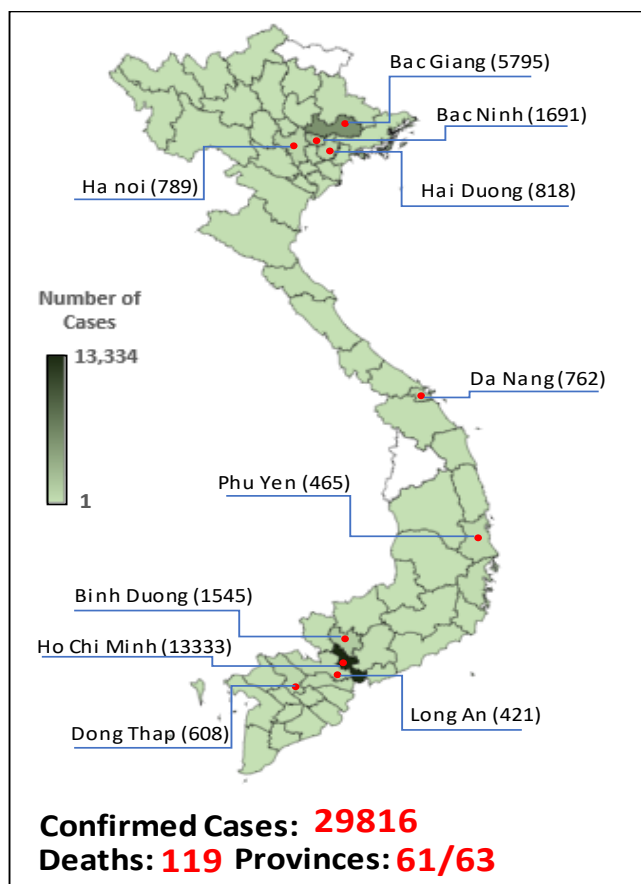 Bac Giang (5795)
Bac Ninh (1691)
Ha noi (789)
Hai Duong (818)
Number of
Cases
13,334
1
Da Nang (762)
Phu Yen (465)
Binh Duong (1545)
Ho Chi Minh (13333)
Long An (421)
Dong Thap (608)
Confirmed Cases: 29816
Deaths: 119 Provinces: 61/63